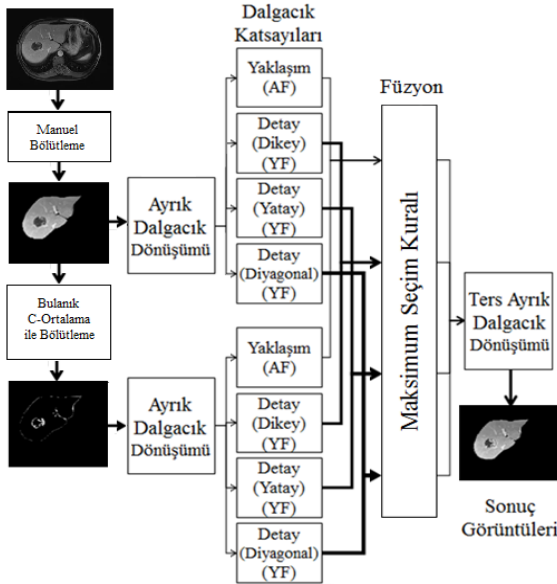 Dalgacık
Katsayıları
Manuel
Bölütleme
Ayrık
Dalgacık
Dönüşümü
Yaklaşım
(AF)
Detay
(Dikey)
(YF)
Detay
(Yatay)
(YF)
Detay
(Diyagonal)
(YF)
Bulanık
C-Ortalama
ile Bölütleme
Ayrık
Dalgacık
Dönüşümü
Yaklaşım
(AF)
Detay
(Dikey)
(YF)
Detay
(Yatay)
(YF)
Detay
(Diyagonal)
(YF)
Füzyon
Maksimum Seçim Kuralı
Ters Ayrık
Dalgacık
Dönüşümü
Sonuç
Görüntüleri